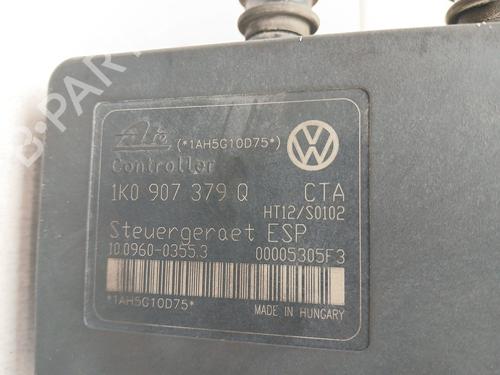 Ate (*1AH5G10D75*)
Controller
1K0 907 379 Q CTA
HT12/S0102
Steuergeraet ESP
10.0960-0355.3 00005305F3
*1AH5G10D75* MADE IN HUNGARY